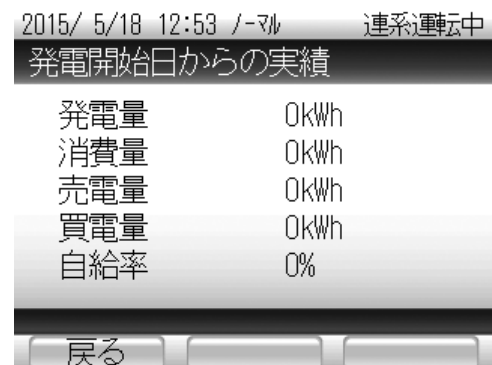 2015/ 5/18 12:53 ノーマル 連系運転中
発電開始日からの実績
発電量 0kWh
消費量 0kWh
売電量 0kWh
買電量 0kWh
自給率 0%
戻る